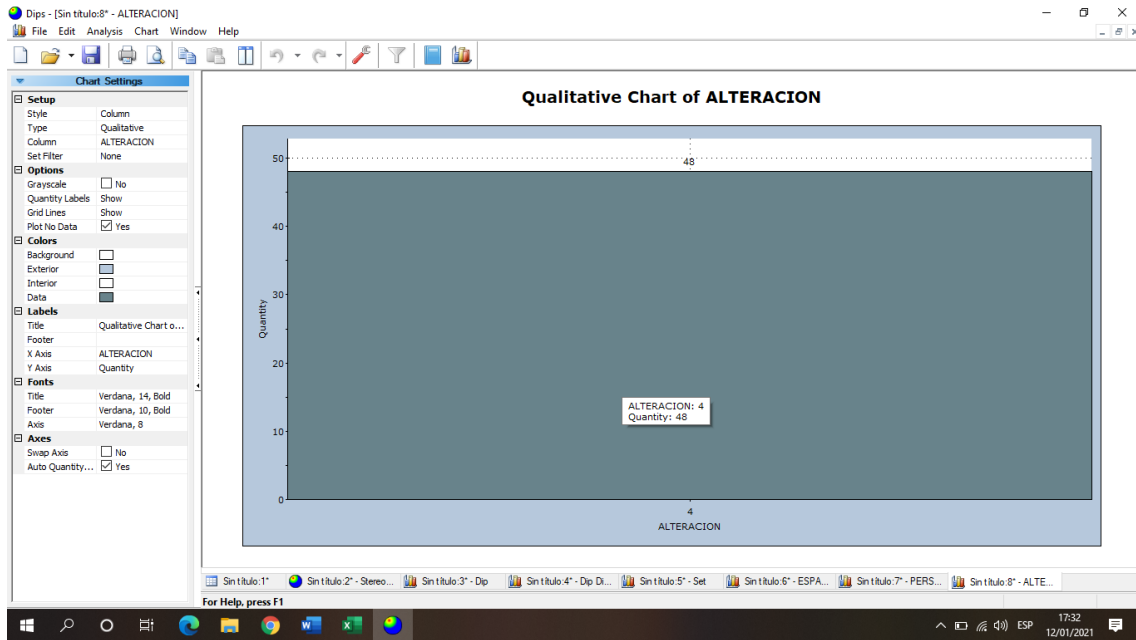 Dips - [Sin título:8* - ALTERACION]
File Edit Analysis Chart Window Help
Chart Settings
Setup
Style Column
Type Qualitative
Column ALTERACION
Set Filter None
Options
Grayscale No
Quantity Labels Show
Grid Lines Show
Plot No Data Yes
Colors
Background
Exterior
Interior
Data
Labels
Title Qualitative Chart o...
Footer
X Axis ALTERACION
Y Axis Quantity
Fonts
Title Verdana, 14, Bold
Footer Verdana, 10, Bold
Axis Verdana, 8
Axes
Swap Axis No
Auto Quantity... Yes
Qualitative Chart of ALTERACION
50
48
40
30
20
10
0
Quantity
ALTERACION: 4
Quantity: 48
4
ALTERACION
Sin título:1* Sin título:2* - Stereo... Sin título:3* - Dip Sin título:4* - Dip Di... Sin título:5* - Set Sin título:6* - ESPA... Sin título:7* - PERS... Sin título:8* - ALTE...
For Help, press F1
ESP
17:32
12/01/2021